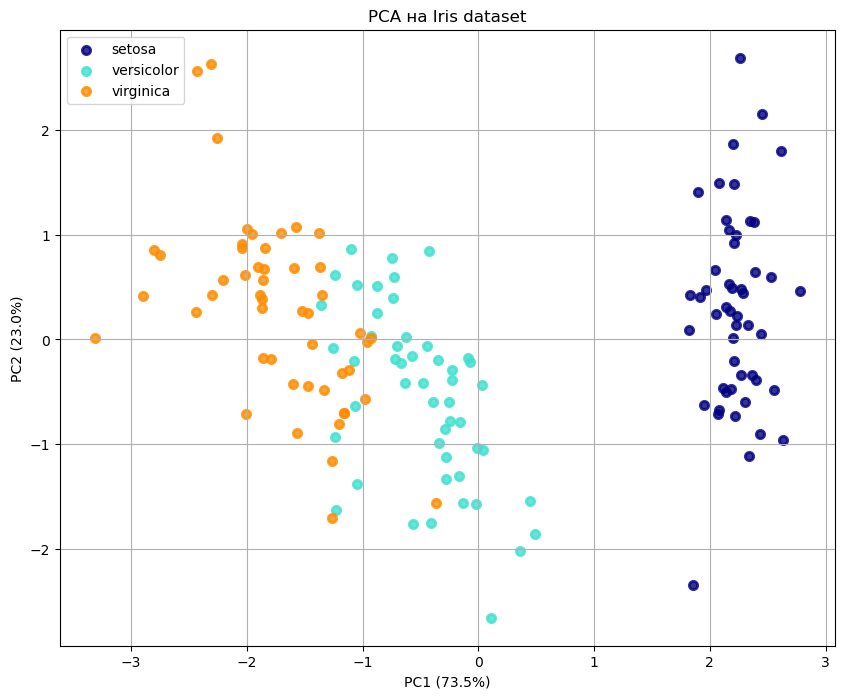 PCA на Iris dataset
setosa
versicolor
virginica
PC2 (23.0%)
2
1
0
−1
−2
−3
−2
−1
0
1
2
3
PC1 (73.5%)